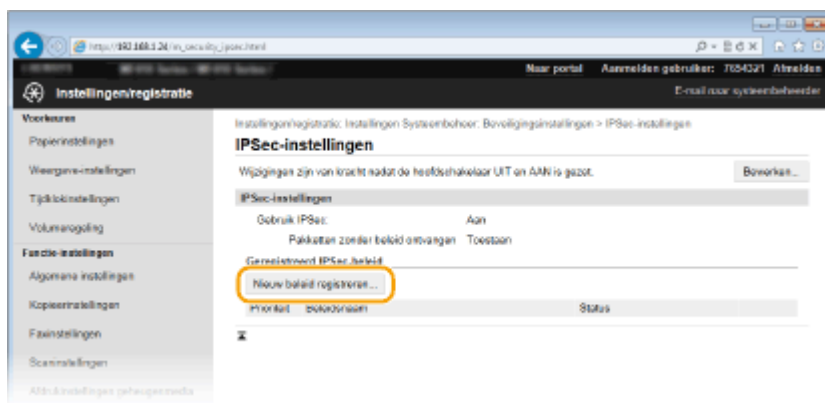 http://192.168.1.24/m_security_ipsec.html
Naar portal Aanmelden gebruiker: 7654321 Afmelden
Instellingen/registratie
E-mail naar systeembeheerder
Voorkeuren
Papierinstellingen
Weergave-instellingen
Tijdklokinstellingen
Volumeregeling
Functie-instellingen
Algemene instellingen
Kopieerinstellingen
Faxinstellingen
Scaninstellingen
Afdrukinstellingen geheugenmedia
Instellingen/registratie: Instellingen Systeembeheer: Beveiligingsinstellingen > IPSec-instellingen
IPSec-instellingen
Wijzigingen zijn van kracht nadat de hoofdschakelaar UIT en AAN is gezet.
Bewerken...
IPSec-instellingen
Gebruik IPSec: Aan
Pakketten zonder beleid ontvangen Toestaan
Geregistreerd IPSec-beleid
Nieuw beleid registreren...
Prioriteit Beleidsnaam Status